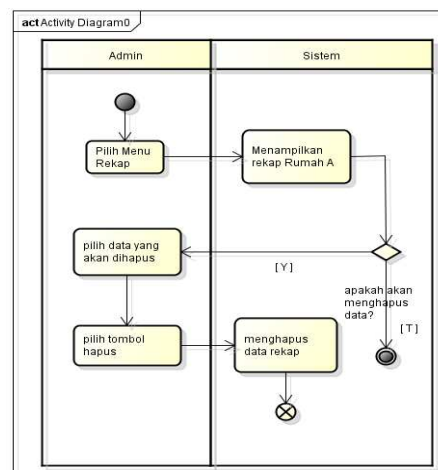 act Activity Diagram0
Admin
Sistem
Pilih Menu
Rekap
Menampilkan
rekap Rumah A
pilih data yang
akan dihapus
[ Y ]
apakah akan
menghapus
data?
[ T ]
pilih tombol
hapus
menghapus
data rekap